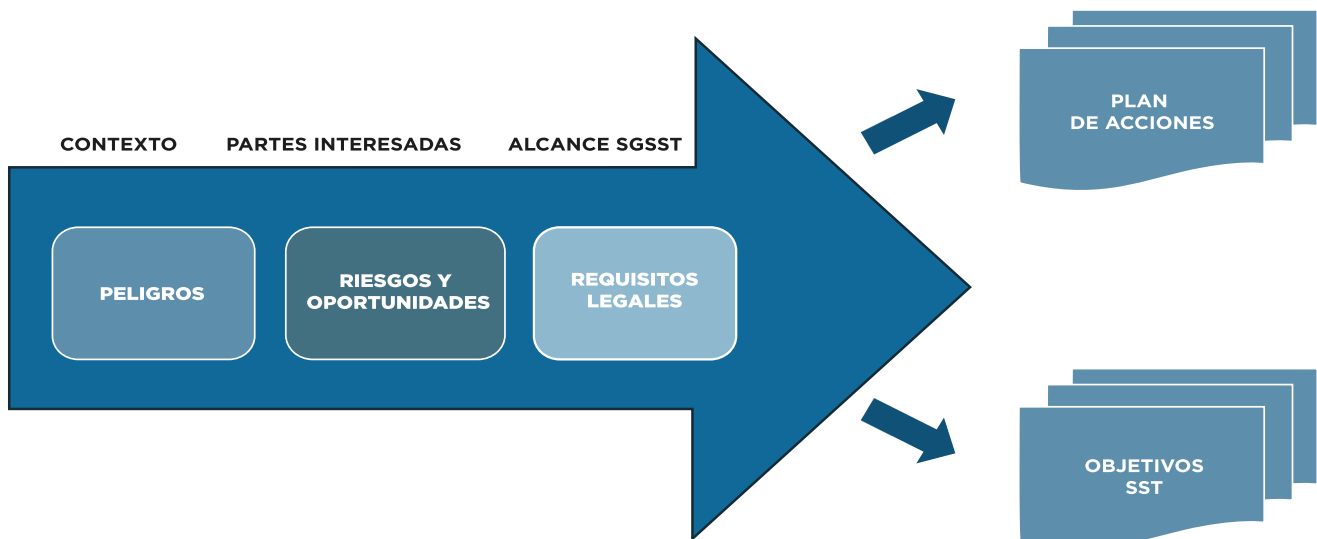 CONTEXTO
PARTES INTERESADAS
ALCANCE SGSST
PELIGROS
RIESGOS Y
OPORTUNIDADES
REQUISITOS
LEGALES
PLAN
DE ACCIONES
OBJETIVOS
SST